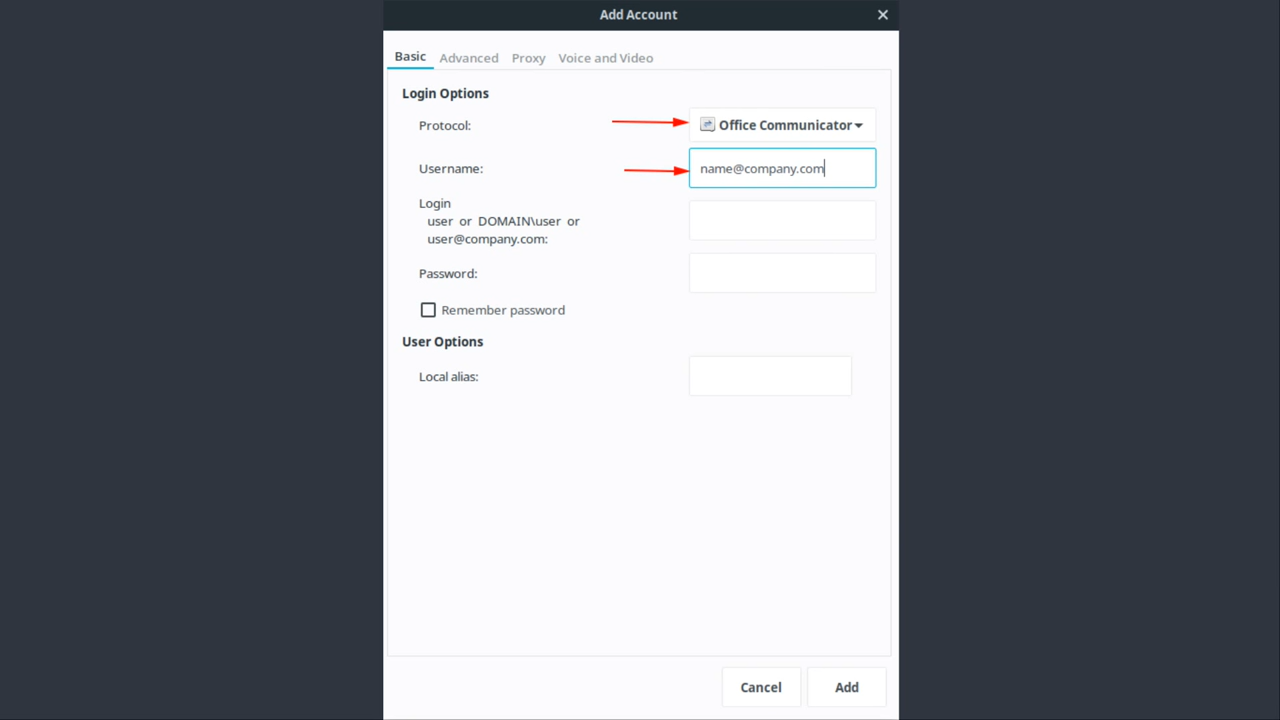 Add Account
Basic Advanced Proxy Voice and Video
Login Options
Protocol: Office Communicator
Username: name@company.com
Login
user or DOMAIN\user or
user@company.com:
Password:
Remember password
User Options
Local alias:
Cancel Add